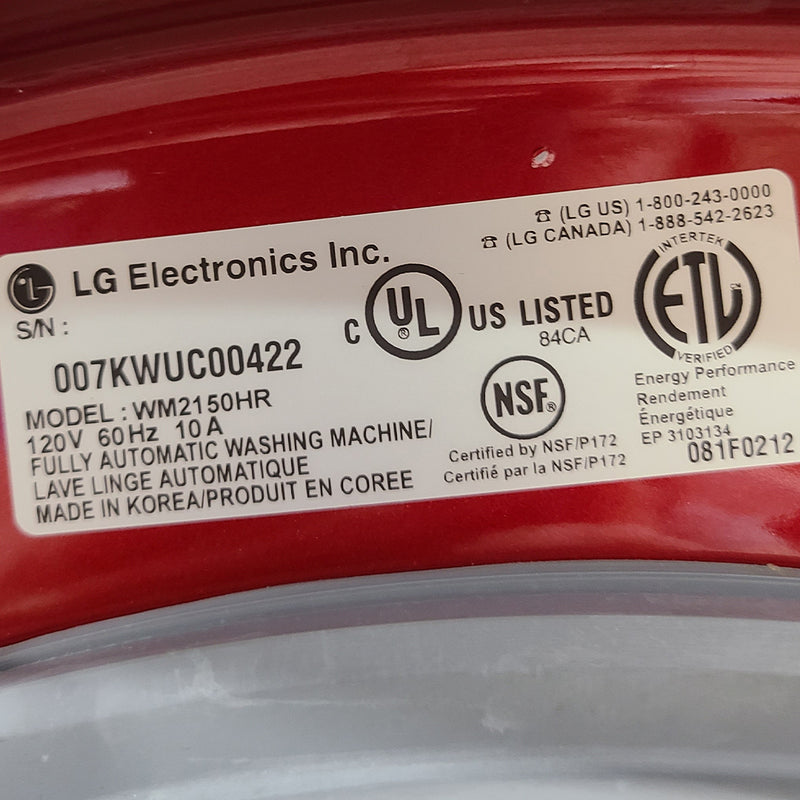 ☎ (LG US) 1-800-243-0000
☎ (LG CANADA) 1-888-542-2623
LG LG Electronics Inc.
S/N :
007KWUC00422
MODEL : WM2150HR
120V 60Hz 10A
FULLY AUTOMATIC WASHING MACHINE/
LAVE LINGE AUTOMATIQUE
MADE IN KOREA/PRODUIT EN COREE
C UL® US LISTED
84CA
NSF®
Certified by NSF/P172
Certifié par la NSF/P172
INTERTEK
ETL CM
VERIFIED
Energy Performance
Rendement
Énergétique
EP 3103134
081F0212